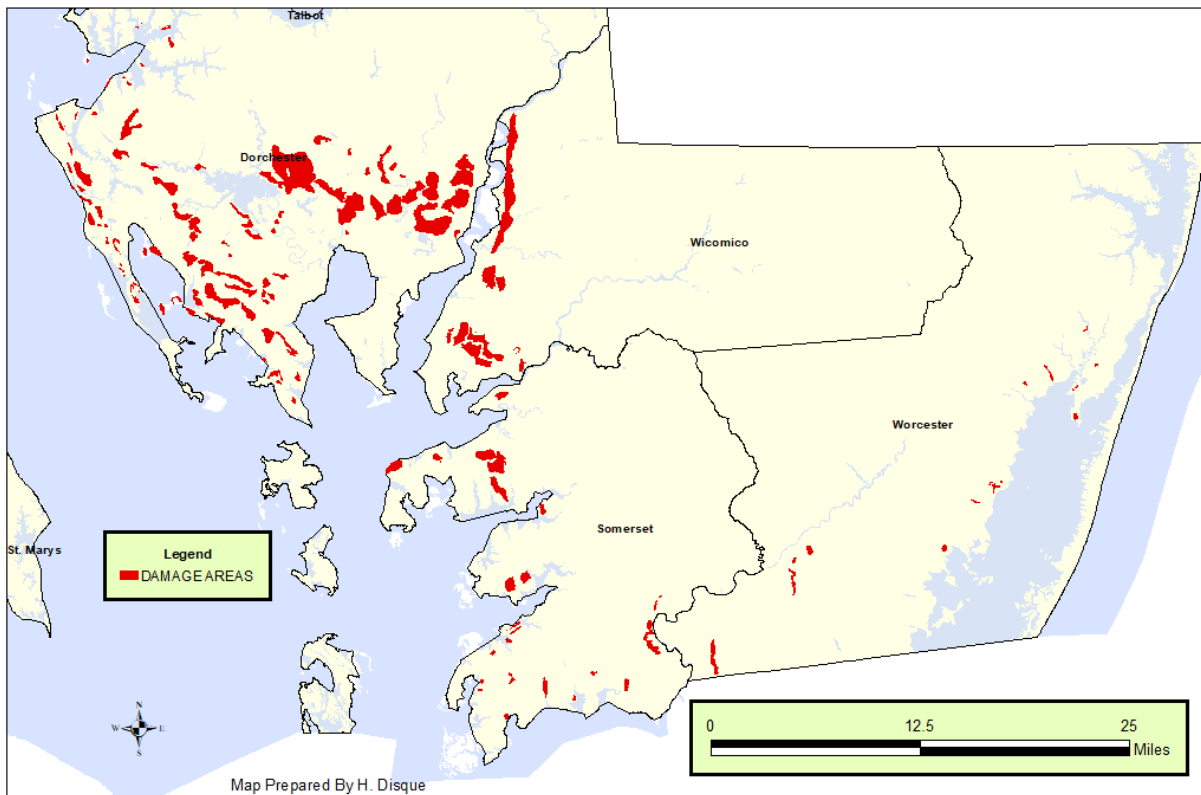 Talbot
Dorchester
Wicomico
Worcester
Somerset
St. Marys
Legend
DAMAGE AREAS
N
W E
S
0 12.5 25
Miles
Map Prepared By H. Disque